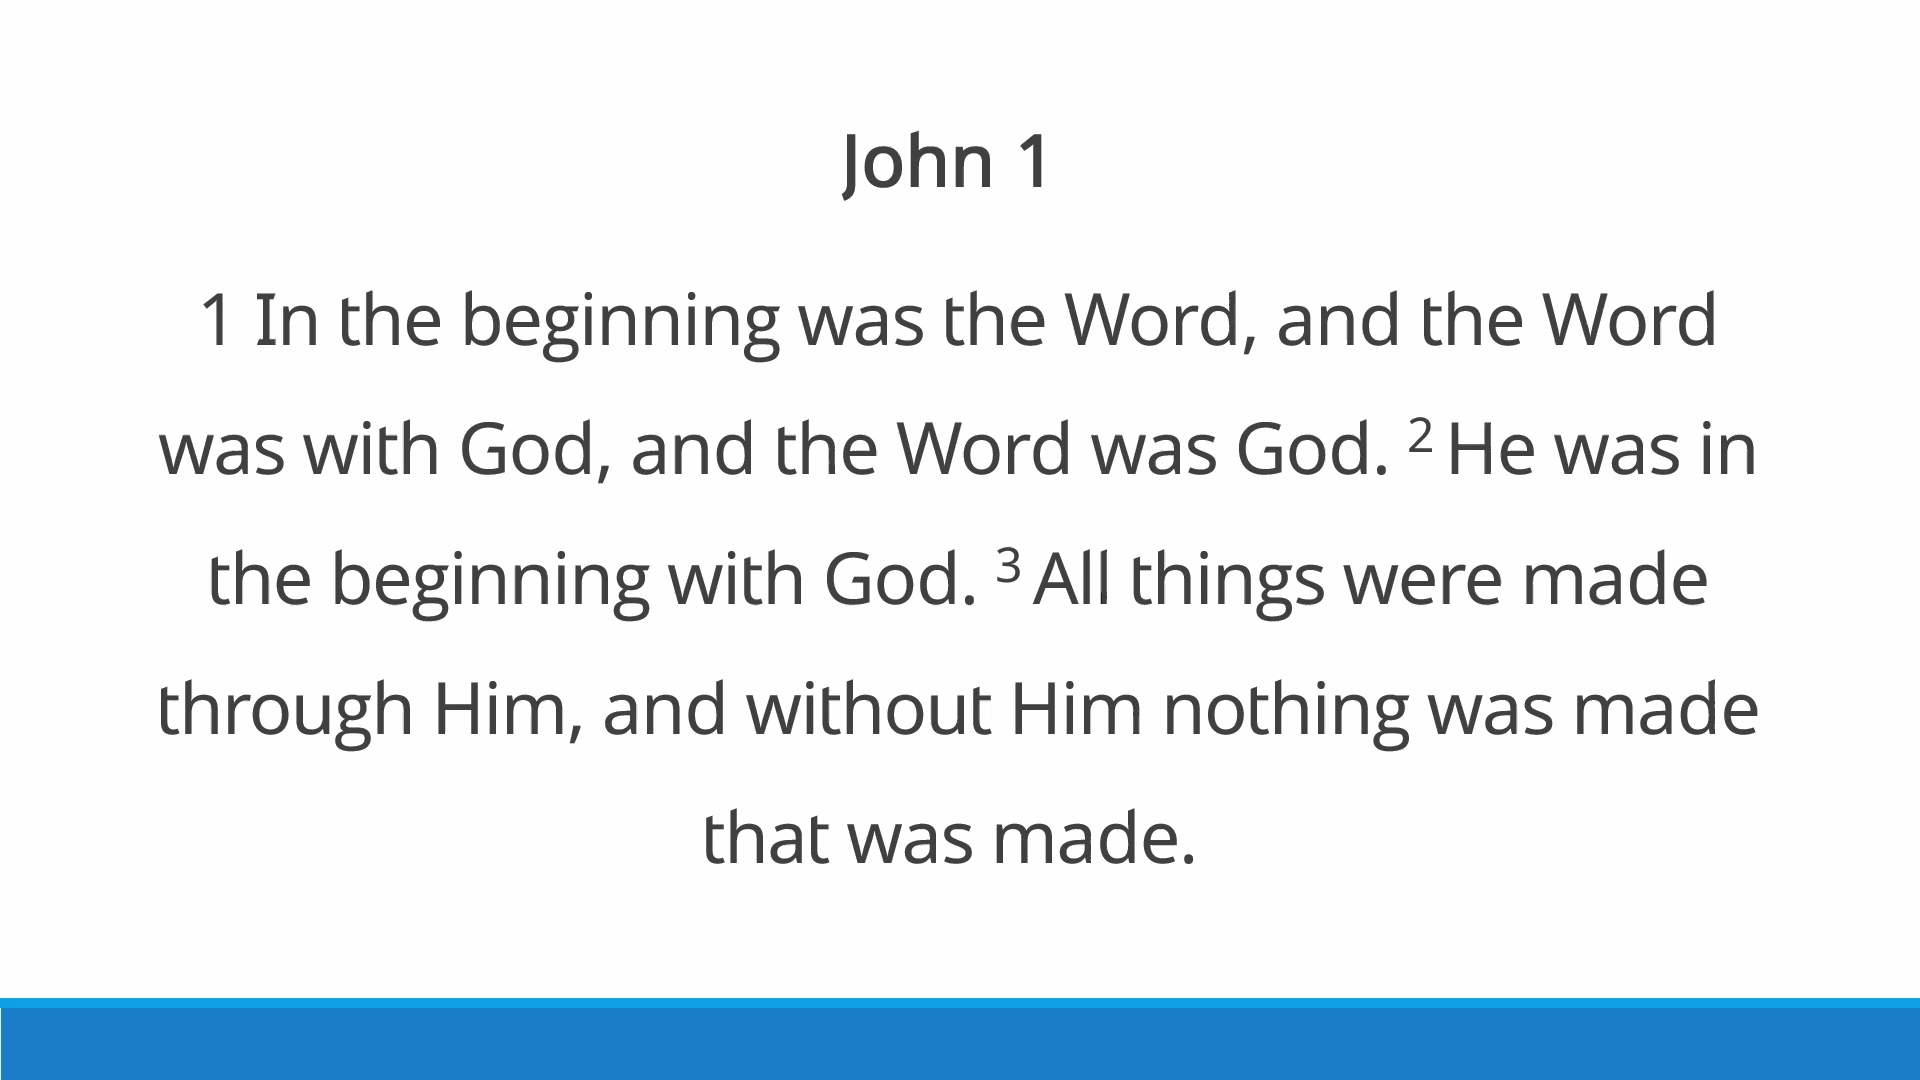 John 1
1 In the beginning was the Word, and the Word
was with God, and the Word was God. ² He was in
the beginning with God. ³ All things were made
through Him, and without Him nothing was made
that was made.